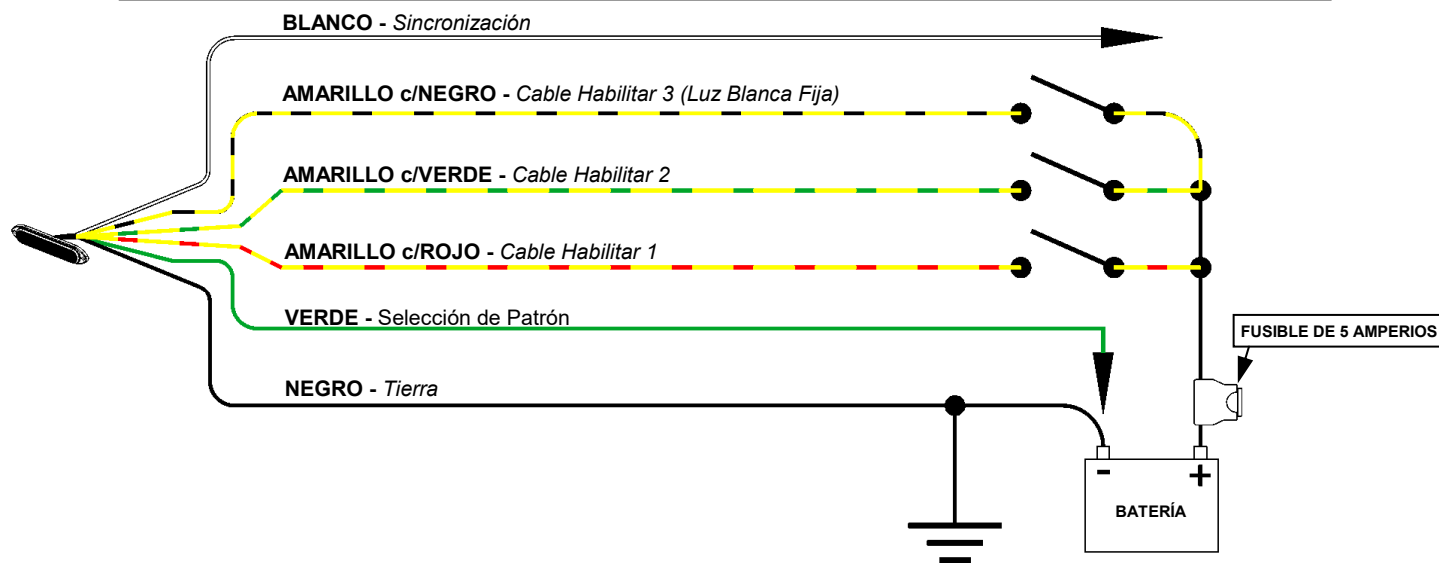 BLANCO - Sincronización
AMARILLO c/NEGRO - Cable Habilitar 3 (Luz Blanca Fija)
AMARILLO c/VERDE - Cable Habilitar 2
AMARILLO c/ROJO - Cable Habilitar 1
VERDE - Selección de Patrón
FUSIBLE DE 5 AMPERIOS
NEGRO - Tierra
- +
BATERÍA